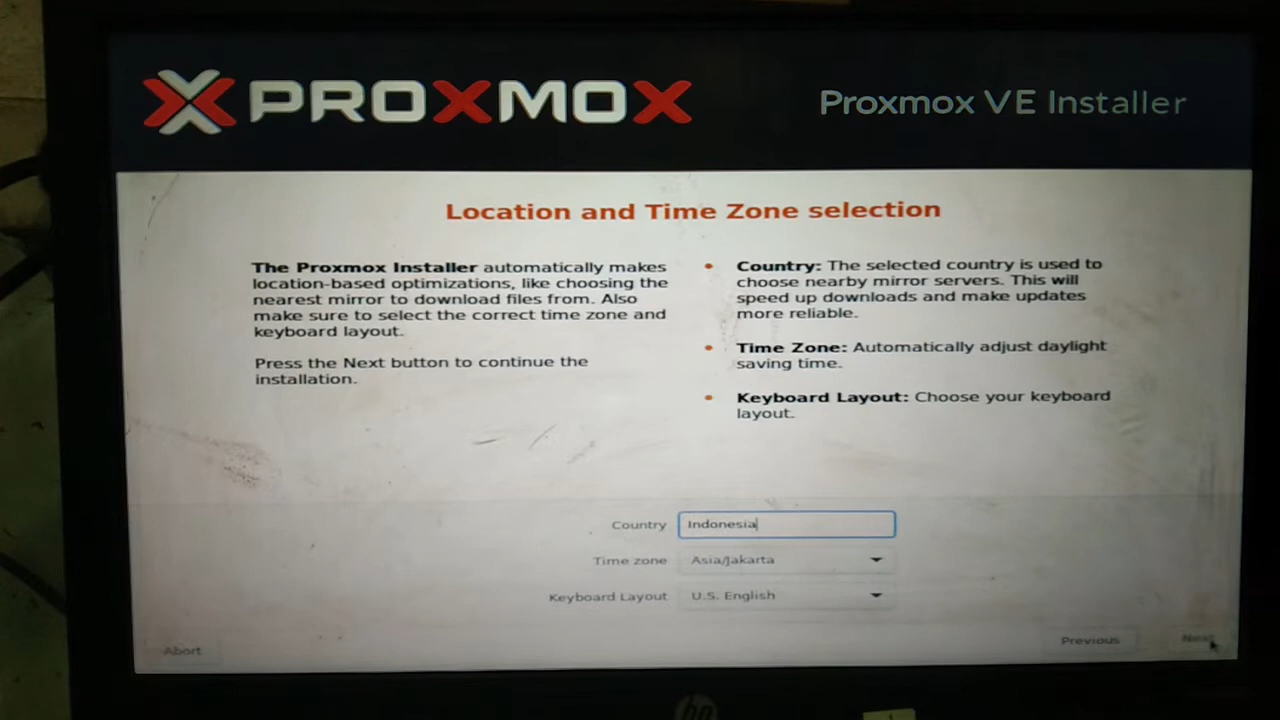 PROXMOX
Proxmox VE Installer
Location and Time Zone selection
The Proxmox Installer automatically makes
location-based optimizations, like choosing the
nearest mirror to download files from. Also
make sure to select the correct time zone and
keyboard layout.
Press the Next button to continue the
installation.
• Country: The selected country is used to
choose nearby mirror servers. This will
speed up downloads and make updates
more reliable.
• Time Zone: Automatically adjust daylight
saving time.
• Keyboard Layout: Choose your keyboard
layout.
Country Indonesia
Time zone Asia/Jakarta
Keyboard Layout U.S. English
Abort
Previous
Next
hp